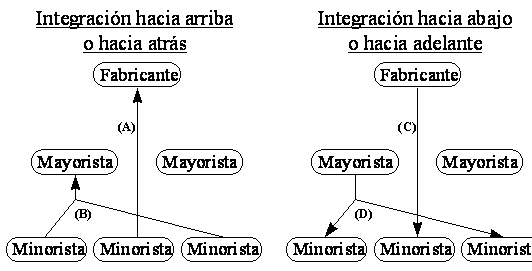 Integración hacia arriba
o hacia atrás
Fabricante
(A)
Mayorista
Mayorista
(B)
Minorista
Minorista
Minorista
Integración hacia abajo
o hacia adelante
Fabricante
(C)
Mayorista
Mayorista
(D)
Minorista
Minorista
Minorist